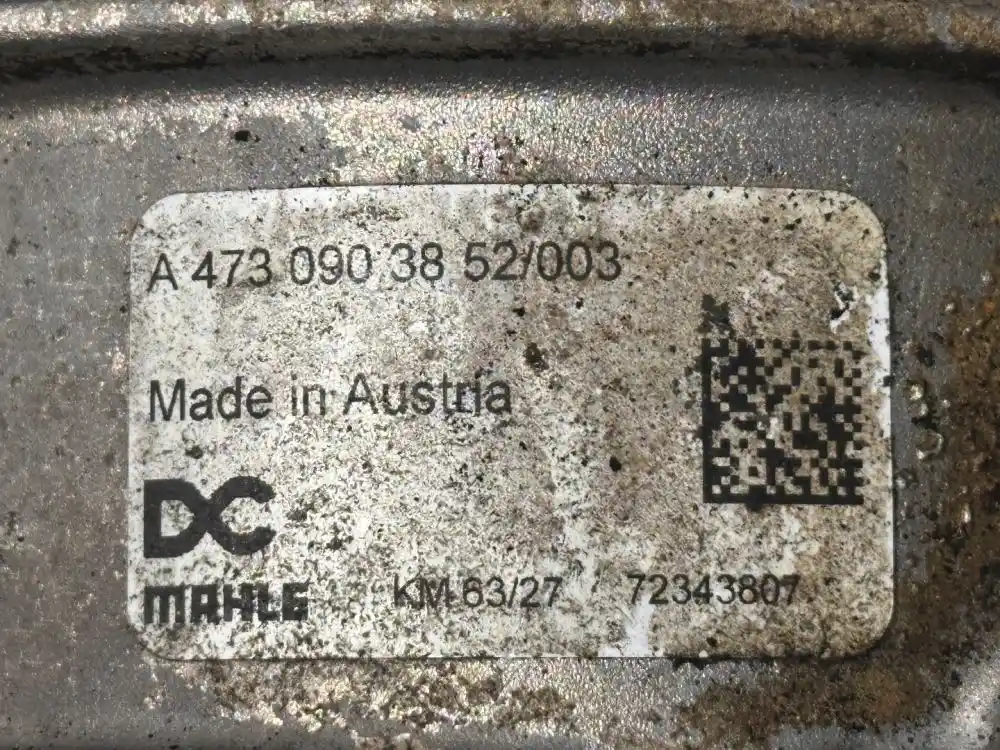 A 473 090 38 52/003
Made in Austria
DC
MAHLE
KM 63/27 72343807